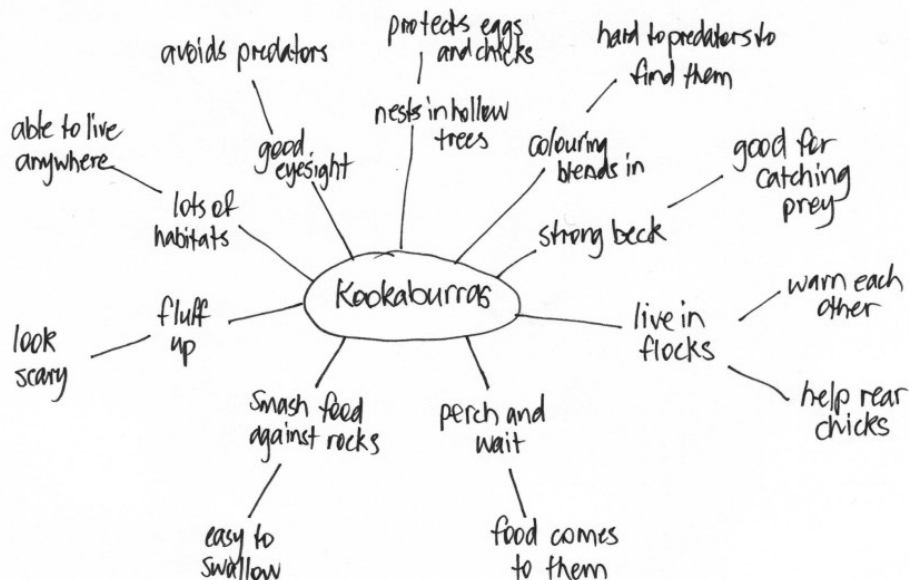 protects eggs
and chicks
hard to predators to
find them
avoids predators
nests in hollow
trees
able to live
anywhere
good
eyesight
colouring
blends in
good for
catching
prey
lots of
habitats
strong beck
Kookaburras
warn each
other
look
scary
fluff
up
live in
flocks
smash food
against rocks
perch and
wait
help rear
chicks
easy to
swallow
food comes
to them